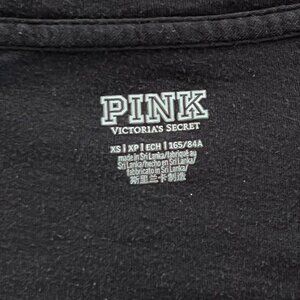 PINK
VICTORIA'S SECRET
XS | XP | ECH | 165/84A
made in Sri Lanka/fabriqué au
Sri Lanka/hecho en Sri Lanka/
fabbricato in Sri Lanka
斯里兰卡制造